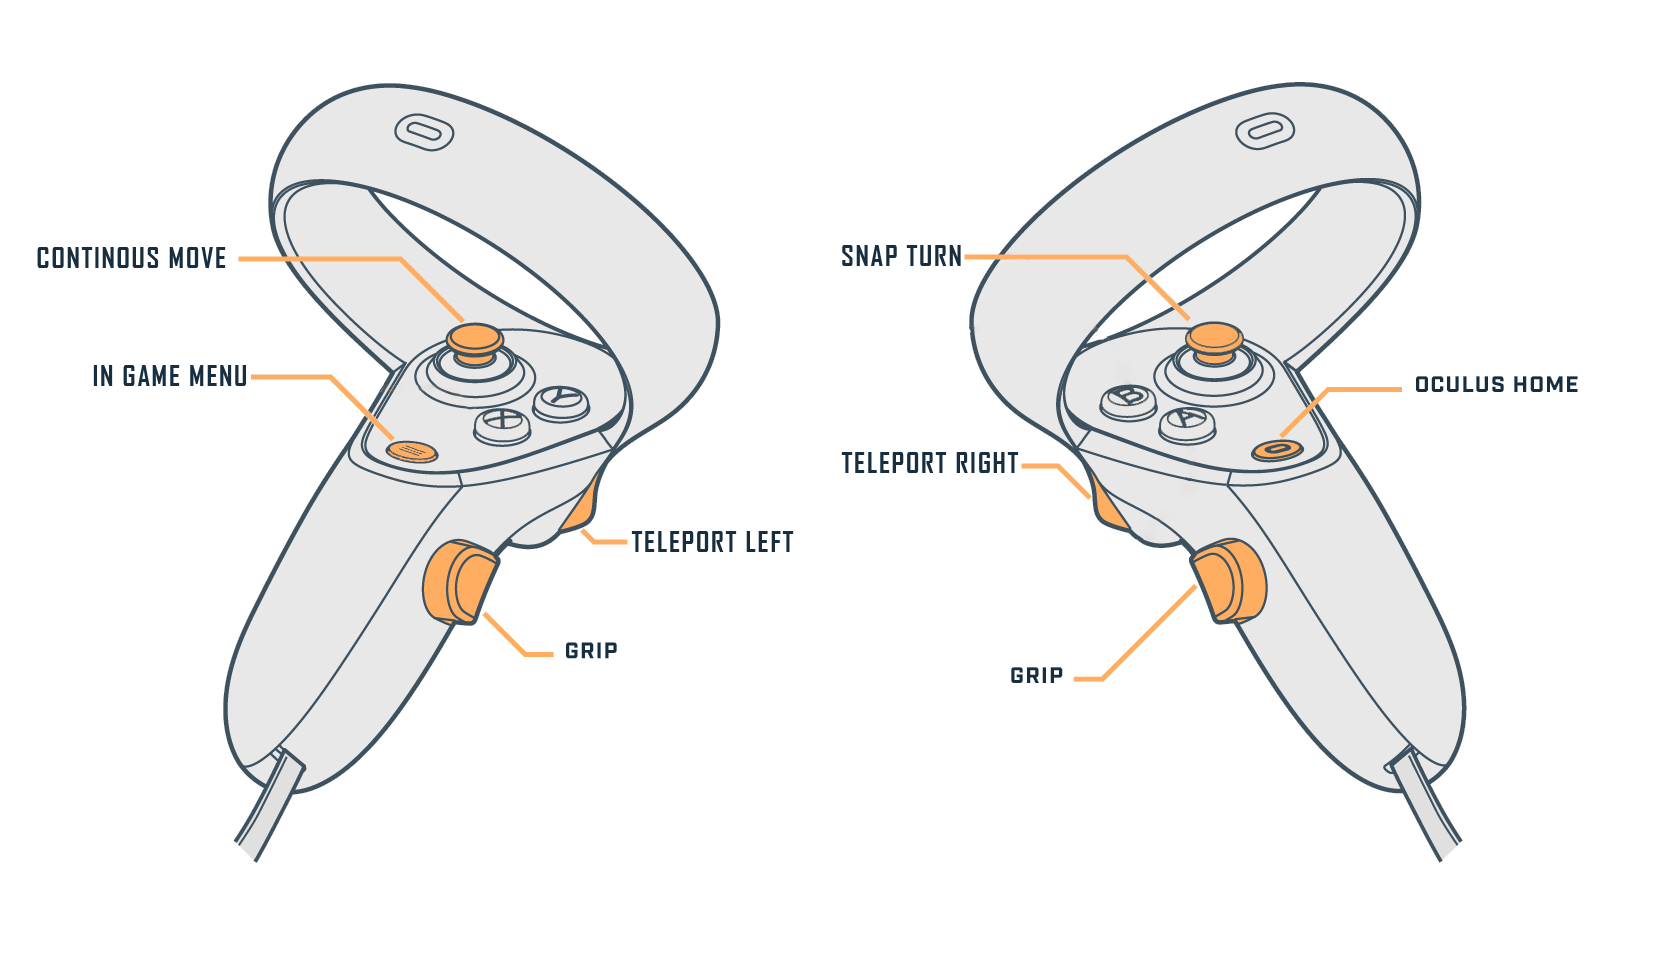 CONTINOUS MOVE
IN GAME MENU
X
Y
TELEPORT LEFT
GRIP
SNAP TURN
OCULUS HOME
B
A
TELEPORT RIGHT
GRIP